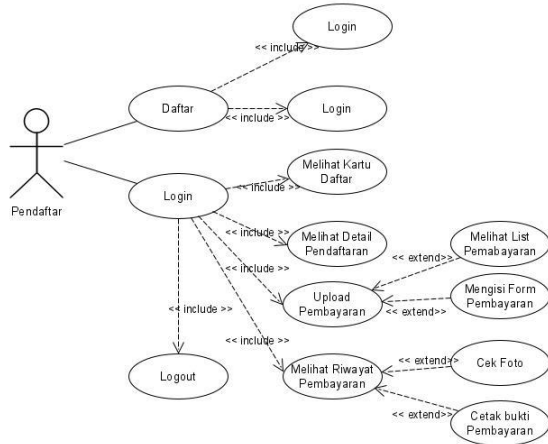 Login
<< include >>
Daftar
Login
<< include >>
Pendaftar
Login
Melihat Kartu
Daftar
<< include >>
Melihat Detail
Pendaftaran
<< include >>
Melihat List
Pemabayaran
<< extend>>
<< include >>
Upload
Pembayaran
Mengisi Form
Pembayaran
<< extend>>
<< include >>
<< include >>
Logout
Melihat Riwayat
Pembayaran
<< extend>>
Cek Foto
<< extend>>
Cetak bukti
Pembayaran